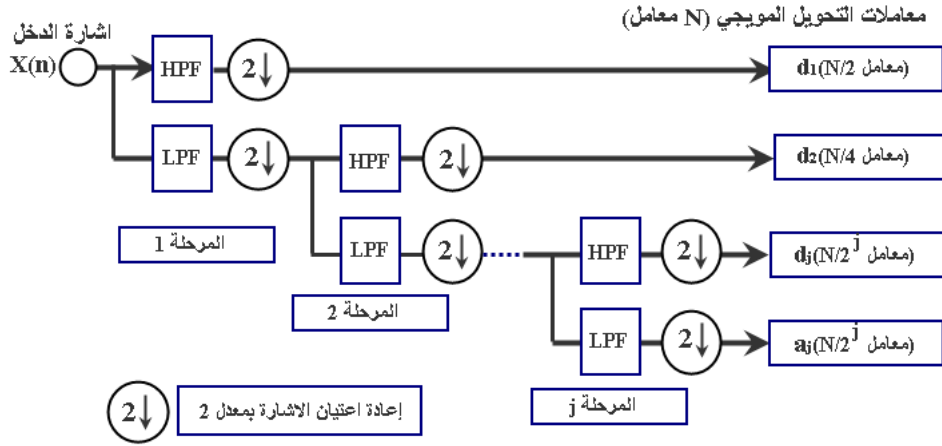 معاملات التحويل المويجي (N معامل)
اشارة الدخل
X(n)
HPF
2↓
d₁(N/2 معامل)
LPF
2↓
HPF
2↓
d₂(N/4 معامل)
المرحلة 1
LPF
2↓
HPF
2↓
dⱼ(N/2^j معامل)
المرحلة 2
LPF
2↓
aⱼ(N/2^j معامل)
المرحلة j
2↓
إعادة اعتيان الاشارة بمعدل 2